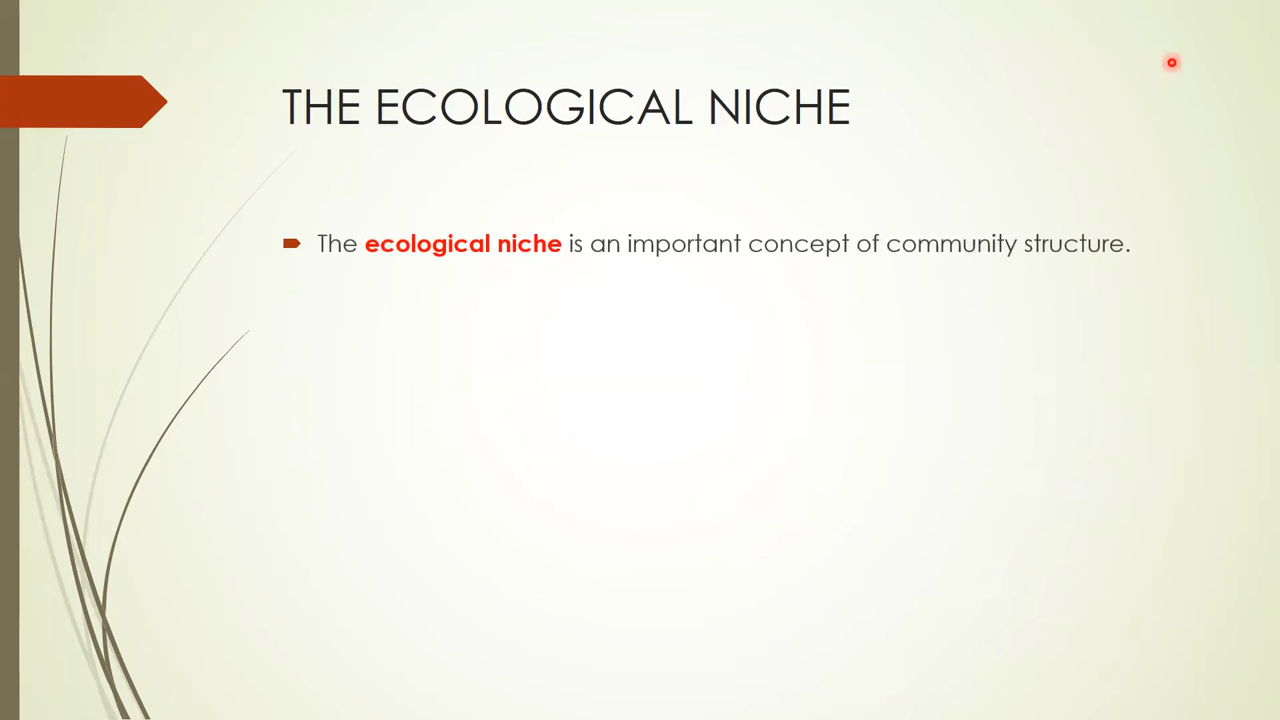 THE ECOLOGICAL NICHE
The ecological niche is an important concept of community structure.